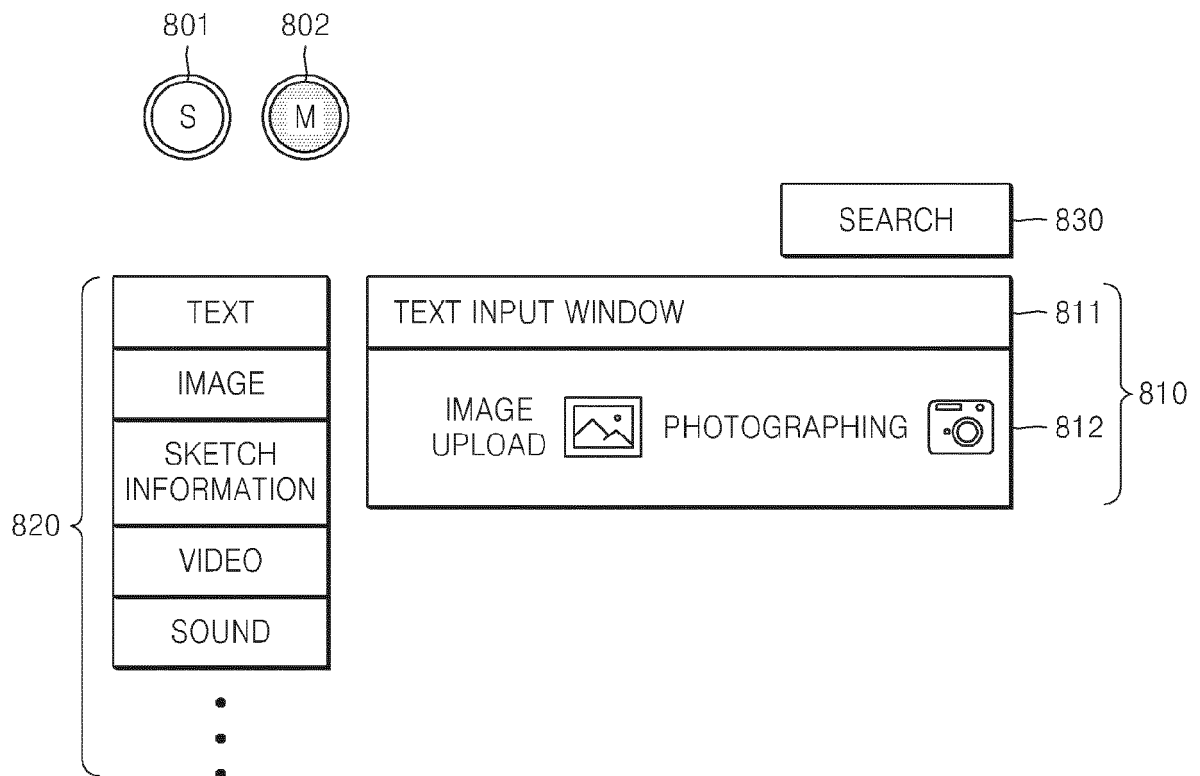 801
802
S
M
SEARCH
830
TEXT
TEXT INPUT WINDOW
811
IMAGE
IMAGE
UPLOAD
PHOTOGRAPHING
812
810
SKETCH
INFORMATION
820
VIDEO
SOUND